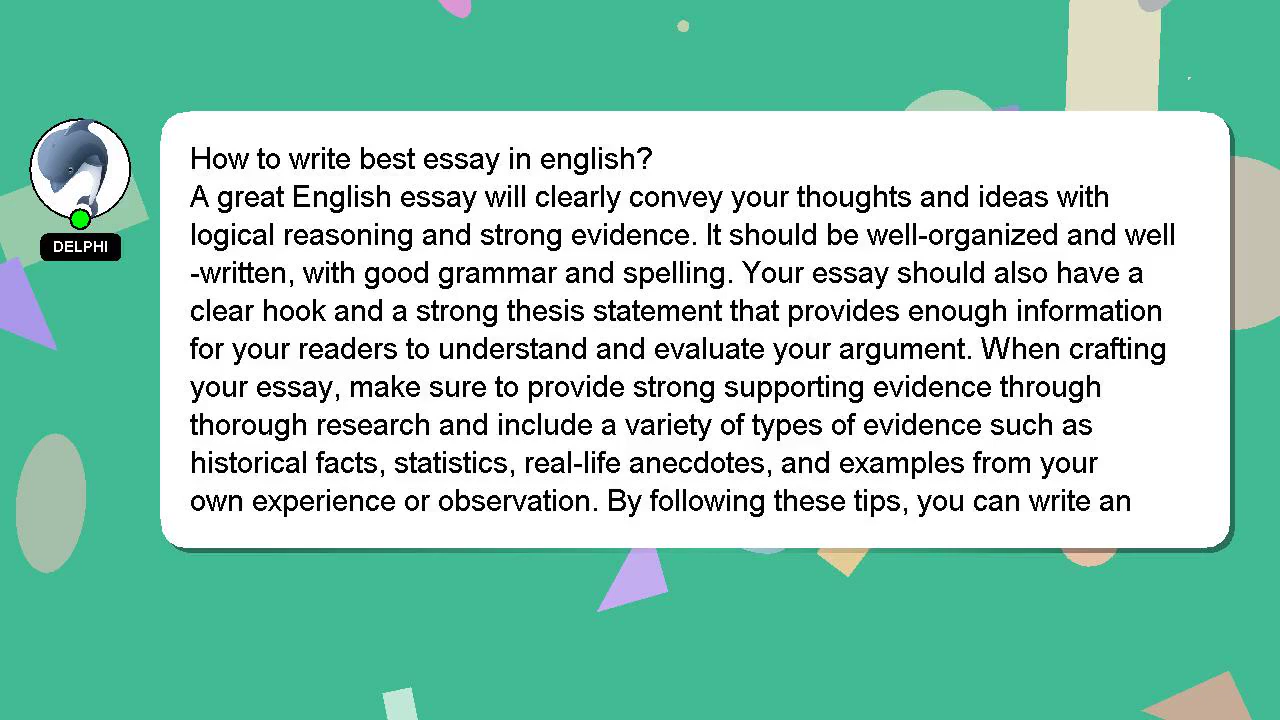 DELPHI
How to write best essay in english?
A great English essay will clearly convey your thoughts and ideas with
logical reasoning and strong evidence. It should be well-organized and well
-written, with good grammar and spelling. Your essay should also have a
clear hook and a strong thesis statement that provides enough information
for your readers to understand and evaluate your argument. When crafting
your essay, make sure to provide strong supporting evidence through
thorough research and include a variety of types of evidence such as
historical facts, statistics, real-life anecdotes, and examples from your
own experience or observation. By following these tips, you can write an